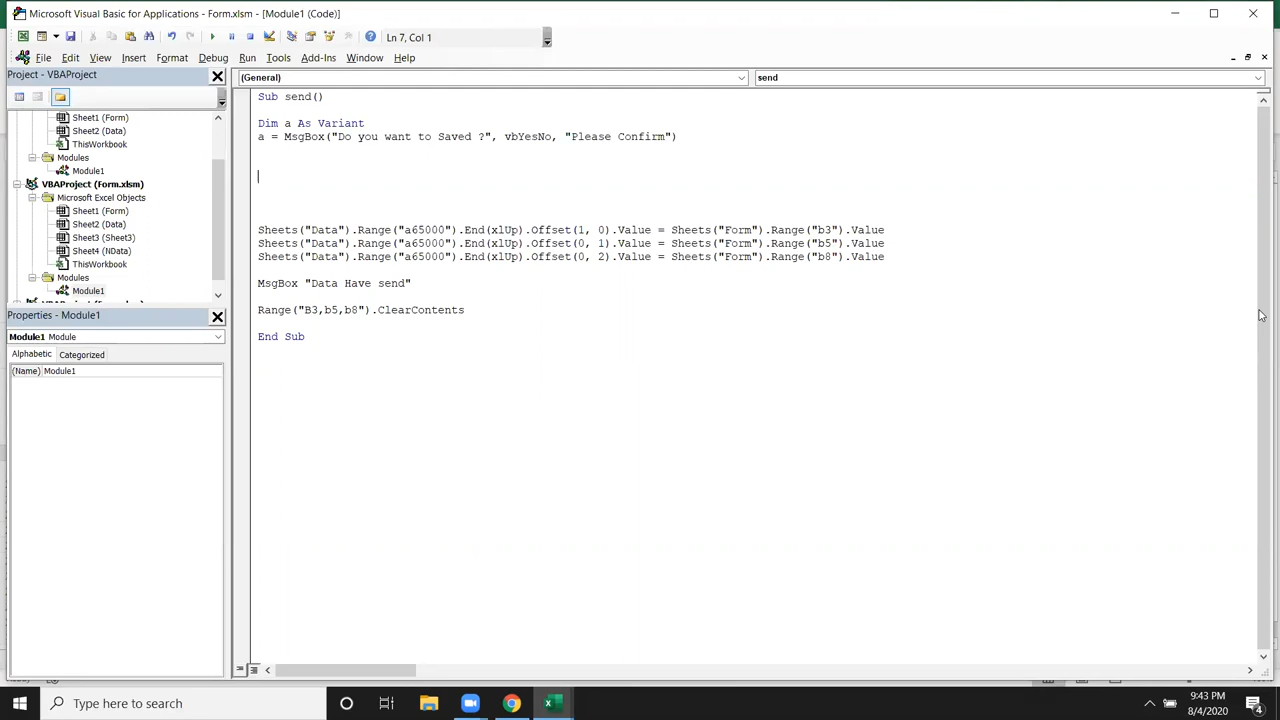 Microsoft Visual Basic for Applications - Form.xlsm - [Module1 (Code)]
Ln 7, Col 1
File Edit View Insert Format Debug Run Tools Add-Ins Window Help
Project - VBAProject
(General)
send
Sheet1 (Form)
Sheet2 (Data)
ThisWorkbook
Modules
Module1
VBAProject (Form.xlsm)
Microsoft Excel Objects
Sheet1 (Form)
Sheet2 (Data)
Sheet3 (Sheet3)
Sheet4 (NData)
ThisWorkbook
Modules
Module1
Properties - Module1
Module1 Module
Alphabetic Categorized
(Name) Module1
Sub send()
Dim a As Variant
a = MsgBox("Do you want to Saved ?", vbYesNo, "Please Confirm")
Sheets("Data").Range("a65000").End(xlUp).Offset(1, 0).Value = Sheets("Form").Range("b3").Value
Sheets("Data").Range("a65000").End(xlUp).Offset(0, 1).Value = Sheets("Form").Range("b5").Value
Sheets("Data").Range("a65000").End(xlUp).Offset(0, 2).Value = Sheets("Form").Range("b8").Value
MsgBox "Data Have send"
Range("B3,b5,b8").ClearContents
End Sub
Type here to search
9:43 PM
8/4/2020
4